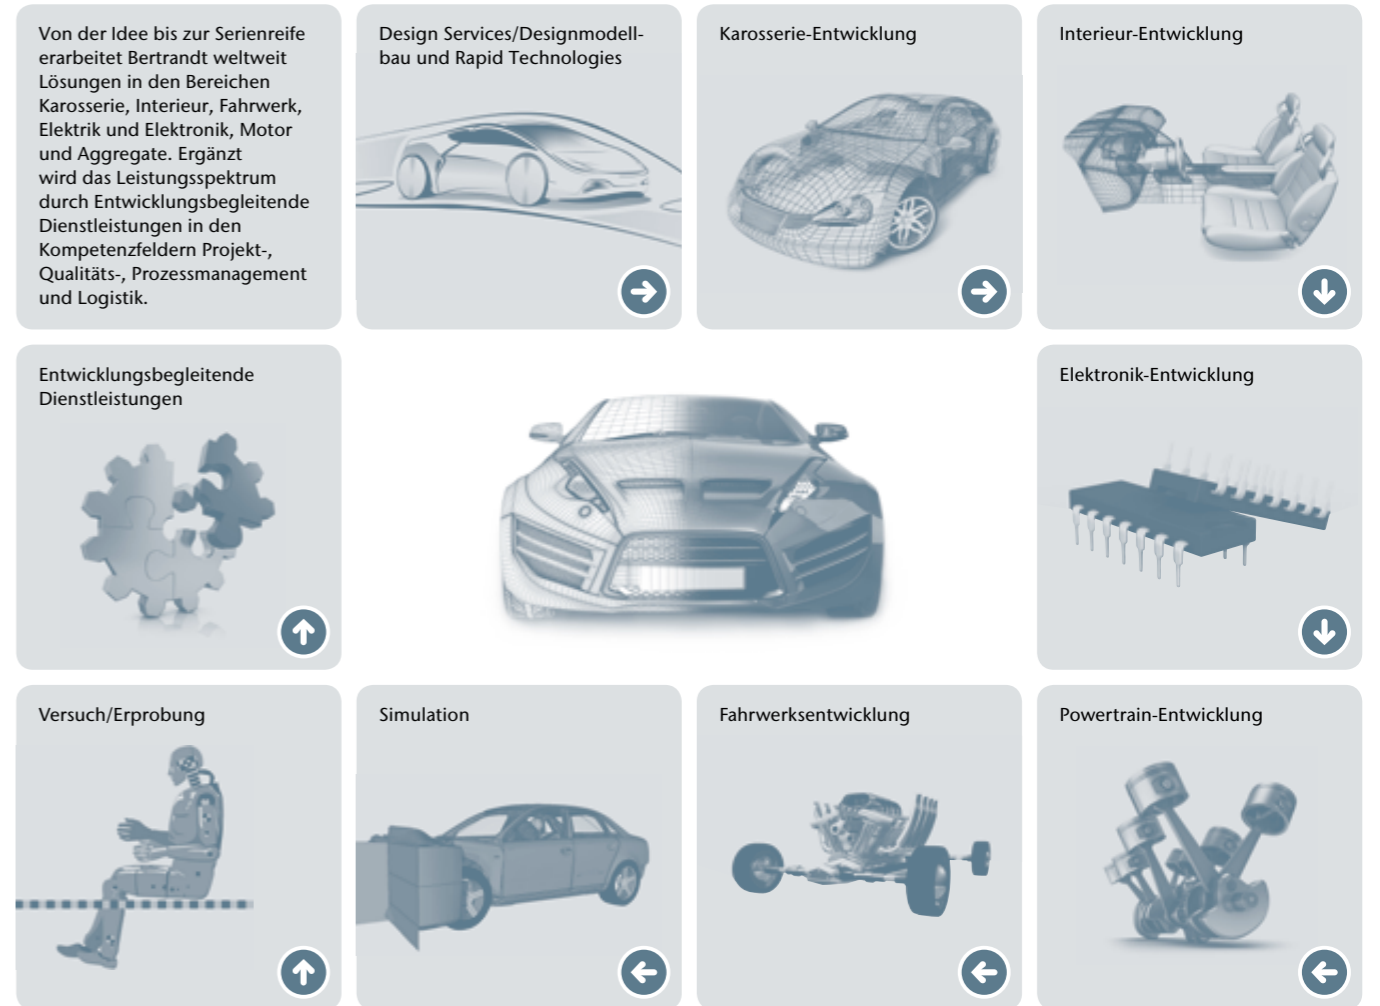 Von der Idee bis zur Serienreife
erarbeitet Bertrandt weltweit
Lösungen in den Bereichen
Karosserie, Interieur, Fahrwerk,
Elektrik und Elektronik, Motor
und Aggregate. Ergänzt
wird das Leistungsspektrum
durch Entwicklungsbegleitende
Dienstleistungen in den
Kompetenzfeldern Projekt-,
Qualitäts-, Prozessmanagement
und Logistik.
Design Services/Designmodell-
bau und Rapid Technologies
Karosserie-Entwicklung
Interieur-Entwicklung
Entwicklungsbegleitende
Dienstleistungen
Elektronik-Entwicklung
Versuch/Erprobung
Simulation
Fahrwerksentwicklung
Powertrain-Entwicklung